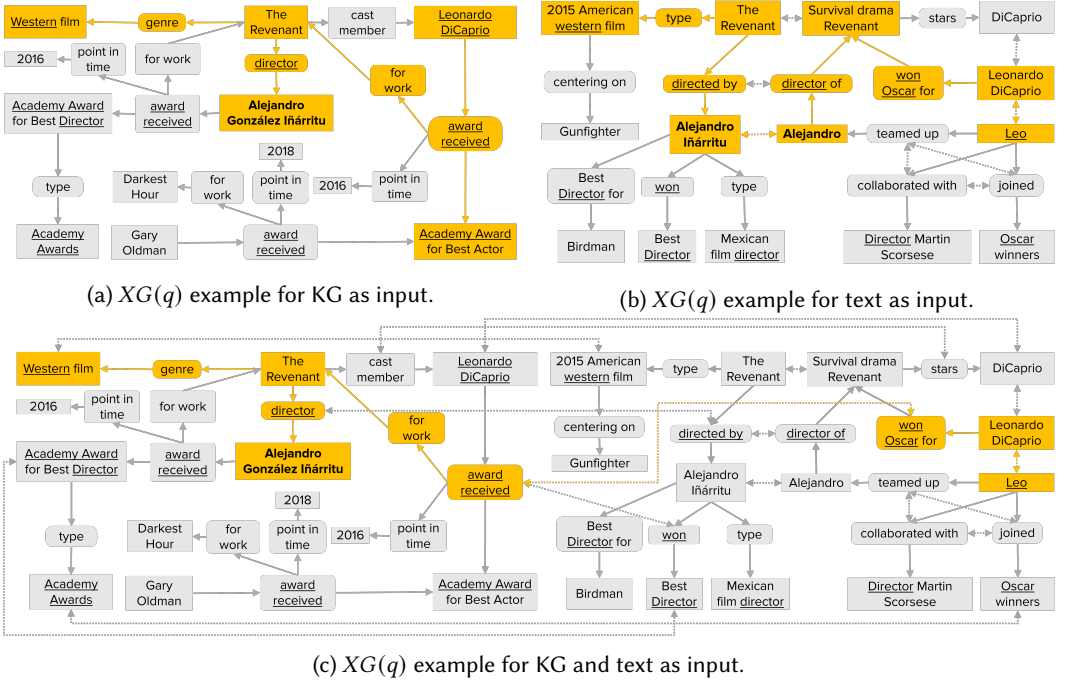 Western film
genre
The
Revenant
cast
member
Leonardo
DiCaprio
2016
point in
time
for work
director
for
work
Academy Award
for Best Director
award
received
Alejandro
González Iñárritu
award
received
2018
type
Darkest
Hour
for
work
point in
time
2016
point in
time
Academy
Awards
Gary
Oldman
award
received
Academy Award
for Best Actor
(a) XG(q) example for KG as input.
2015 American
western film
type
The
Revenant
Survival drama
Revenant
stars
DiCaprio
centering on
directed by
director of
won
Oscar for
Leonardo
DiCaprio
Gunfighter
Alejandro
Iñárritu
Alejandro
teamed up
Leo
Best
Director for
won
type
collaborated with
joined
Birdman
Best
Director
Mexican
film director
Director Martin
Scorsese
Oscar
winners
(b) XG(q) example for text as input.
Western film
genre
The
Revenant
cast
member
Leonardo
DiCaprio
2015 American
western film
type
The
Revenant
Survival drama
Revenant
stars
DiCaprio
2016
point in
time
for work
director
for
work
centering on
directed by
director of
won
Oscar for
Leonardo
DiCaprio
Academy Award
for Best Director
award
received
Alejandro
González Iñárritu
award
received
Gunfighter
Alejandro
Iñárritu
Alejandro
teamed up
Leo
2018
type
Darkest
Hour
for
work
point in
time
2016
point in
time
Best
Director for
won
type
collaborated with
joined
Academy
Awards
Gary
Oldman
award
received
Academy Award
for Best Actor
Birdman
Best
Director
Mexican
film director
Director Martin
Scorsese
Oscar
winners
(c) XG(q) example for KG and text as input.